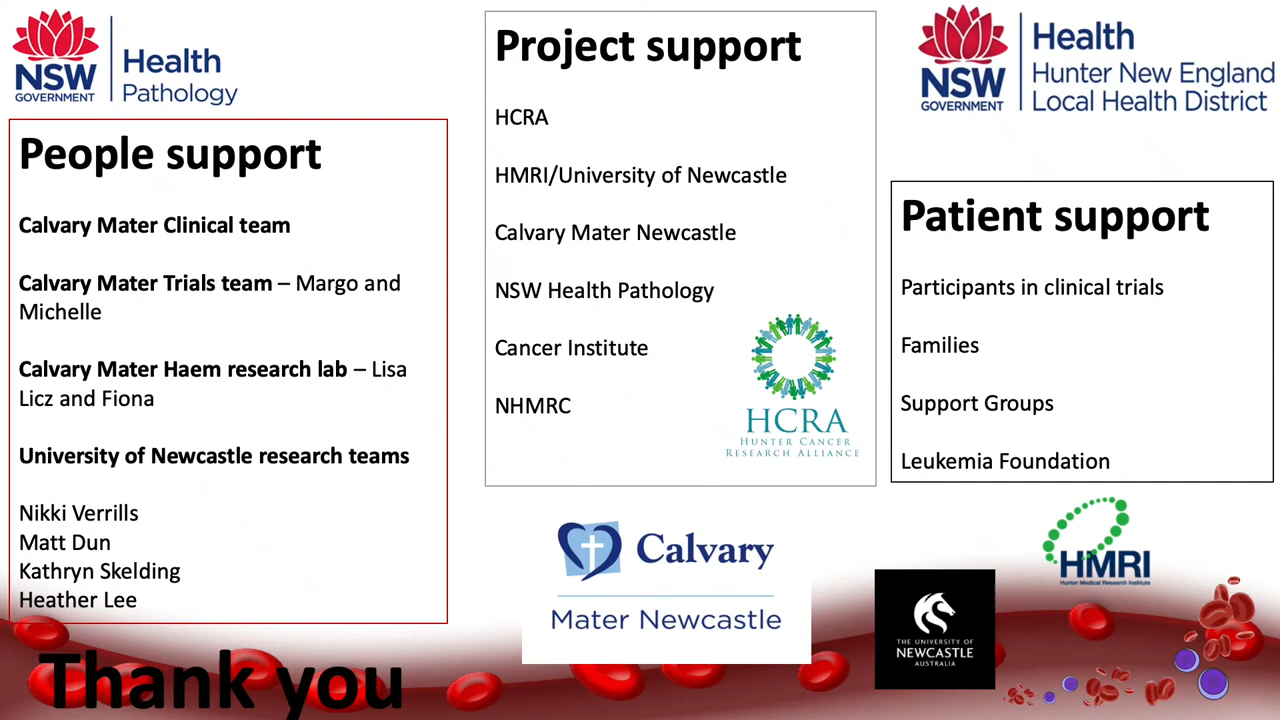 NSW
GOVERNMENT
Health
Pathology
People support
Calvary Mater Clinical team
Calvary Mater Trials team – Margo and
Michelle
Calvary Mater Haem research lab – Lisa
Licz and Fiona
University of Newcastle research teams
Nikki Verrills
Matt Dun
Kathryn Skelding
Heather Lee
Thank you
Project support
HCRA
HMRI/University of Newcastle
Calvary Mater Newcastle
NSW Health Pathology
Cancer Institute
NHMRC
HCRA
HUNTER CANCER
RESEARCH ALLIANCE
Calvary
Mater Newcastle
NSW
GOVERNMENT
Health
Hunter New England
Local Health District
Patient support
Participants in clinical trials
Families
Support Groups
Leukemia Foundation
HMRI
Hunter Medical Research Institute
THE UNIVERSITY OF
NEWCASTLE
AUSTRALIA